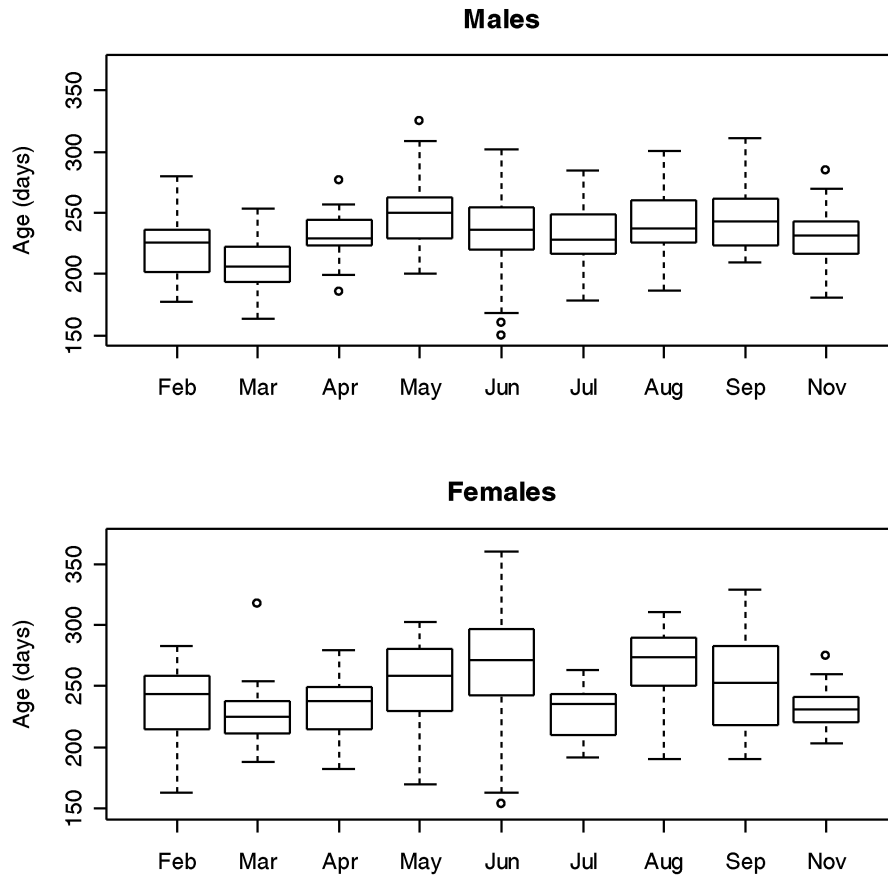 Males
Age (days)
350
300
250
200
150
Feb Mar Apr May Jun Jul Aug Sep Nov
Females
Age (days)
350
300
250
200
150
Feb Mar Apr May Jun Jul Aug Sep Nov